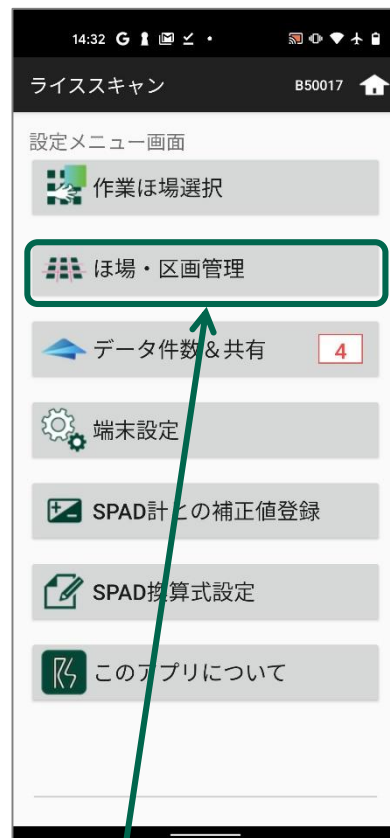 14:32
ライススキャン B50017
設定メニュー画面
作業ほ場選択
ほ場・区画管理
データ件数&共有 4
端末設定
SPAD計との補正値登録
SPAD換算式設定
このアプリについて